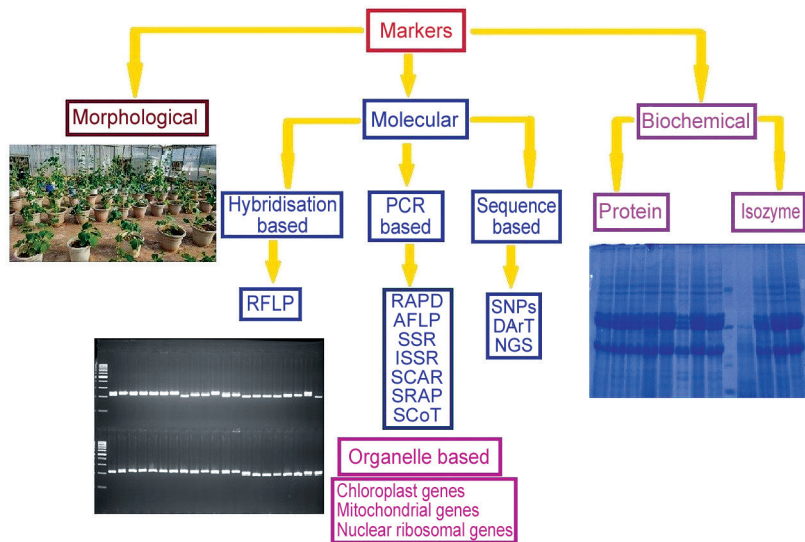 Markers
Morphological
Molecular
Biochemical
Hybridisation
based
PCR
based
Sequence
based
Protein
Isozyme
RFLP
RAPD
AFLP
SSR
ISSR
SCAR
SRAP
SCoT
SNPs
DArT
NGS
Organelle based
Chloroplast genes
Mitochondrial genes
Nuclear ribosomal genes